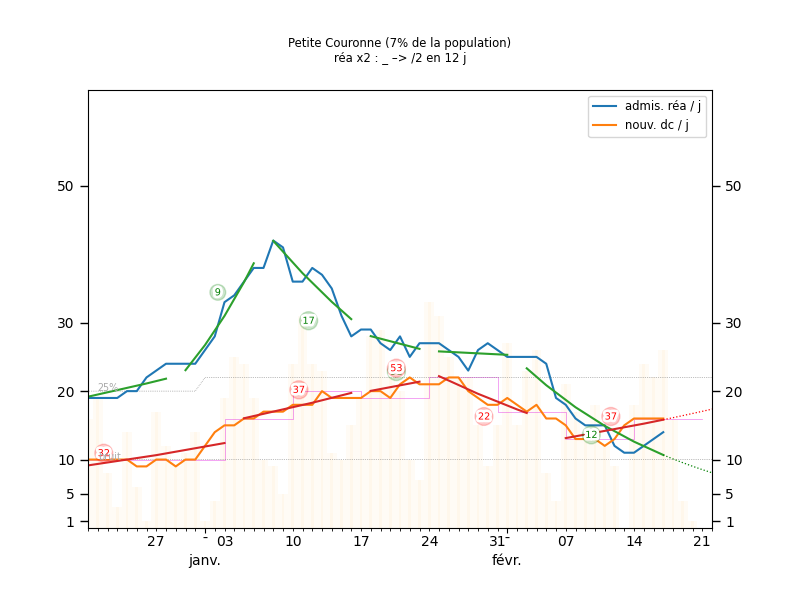 Petite Couronne (7% de la population)
réa x2 : _ –> /2 en 12 j
admis. réa / j
nouv. dc / j
50 50
9
17
30 30
53
25%
37
20 20
22
37
12
32
10 10
5 5
1 1
27 - 03 10 17 24 31 - 07 14 21
janv. févr.